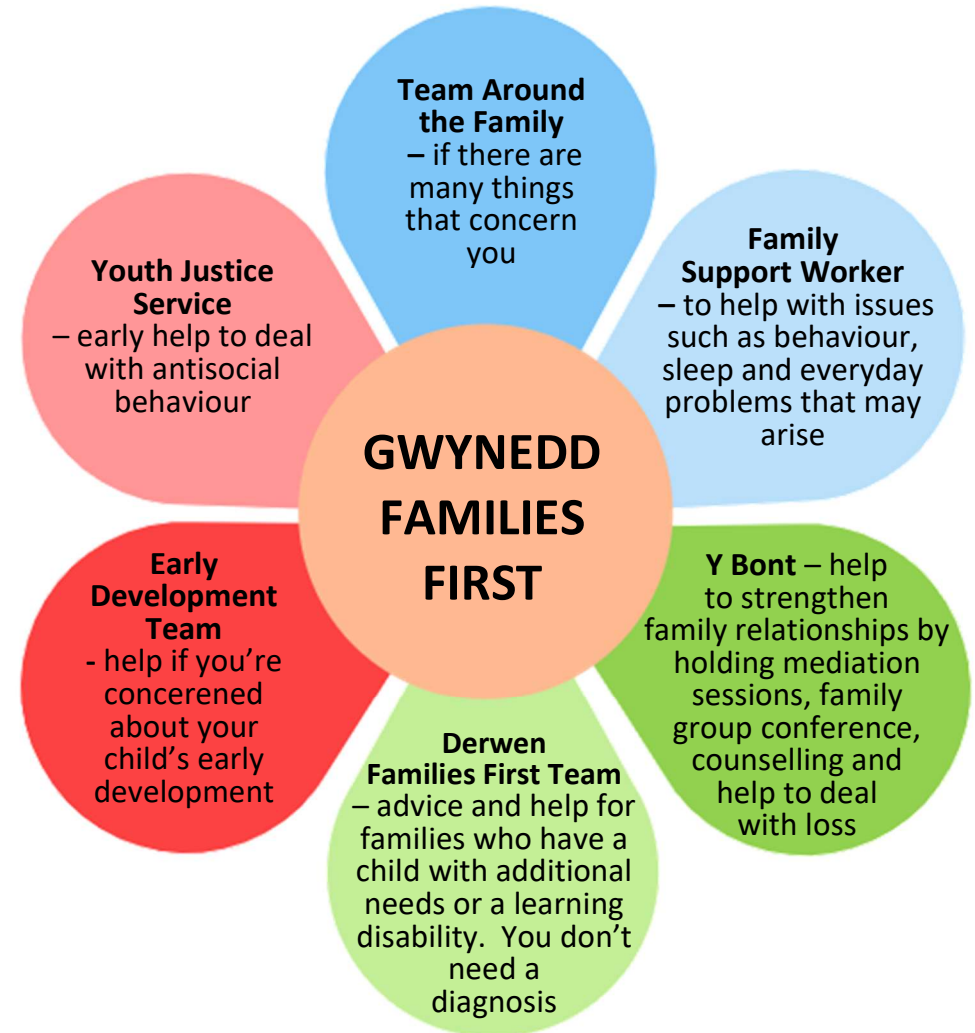 Team Around
the Family
– if there are
many things
that concern
you
Family
Support Worker
– to help with issues
such as behaviour,
sleep and everyday
problems that may
arise
Y Bont – help
to strengthen
family relationships by
holding mediation
sessions, family
group conference,
counselling and
help to deal
with loss
Derwen
Families First Team
– advice and help for
families who have a
child with additional
needs or a learning
disability.  You don’t
need a
diagnosis
Early
Development
Team
- help if you’re
concerened
about your
child’s early
development
Youth Justice
Service
– early help to deal
with antisocial
behaviour
GWYNEDD
FAMILIES
FIRST